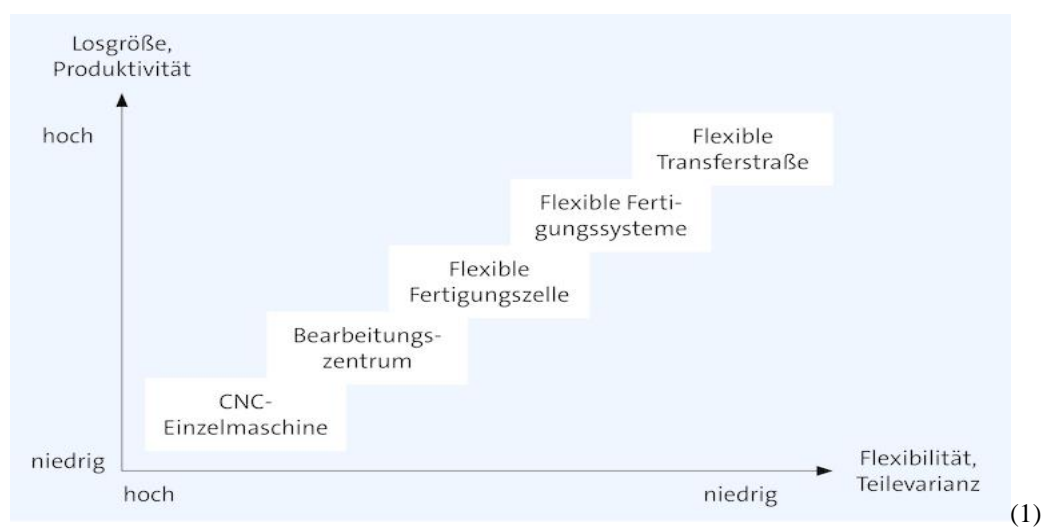 Losgröße,
Produktivität
hoch
Flexible
Transferstraße
Flexible Ferti-
gungssysteme
Flexible
Fertigungszelle
Bearbeitungs-
zentrum
CNC-
Einzelmaschine
niedrig
hoch
niedrig
Flexibilität,
Teilevarianz
(1)